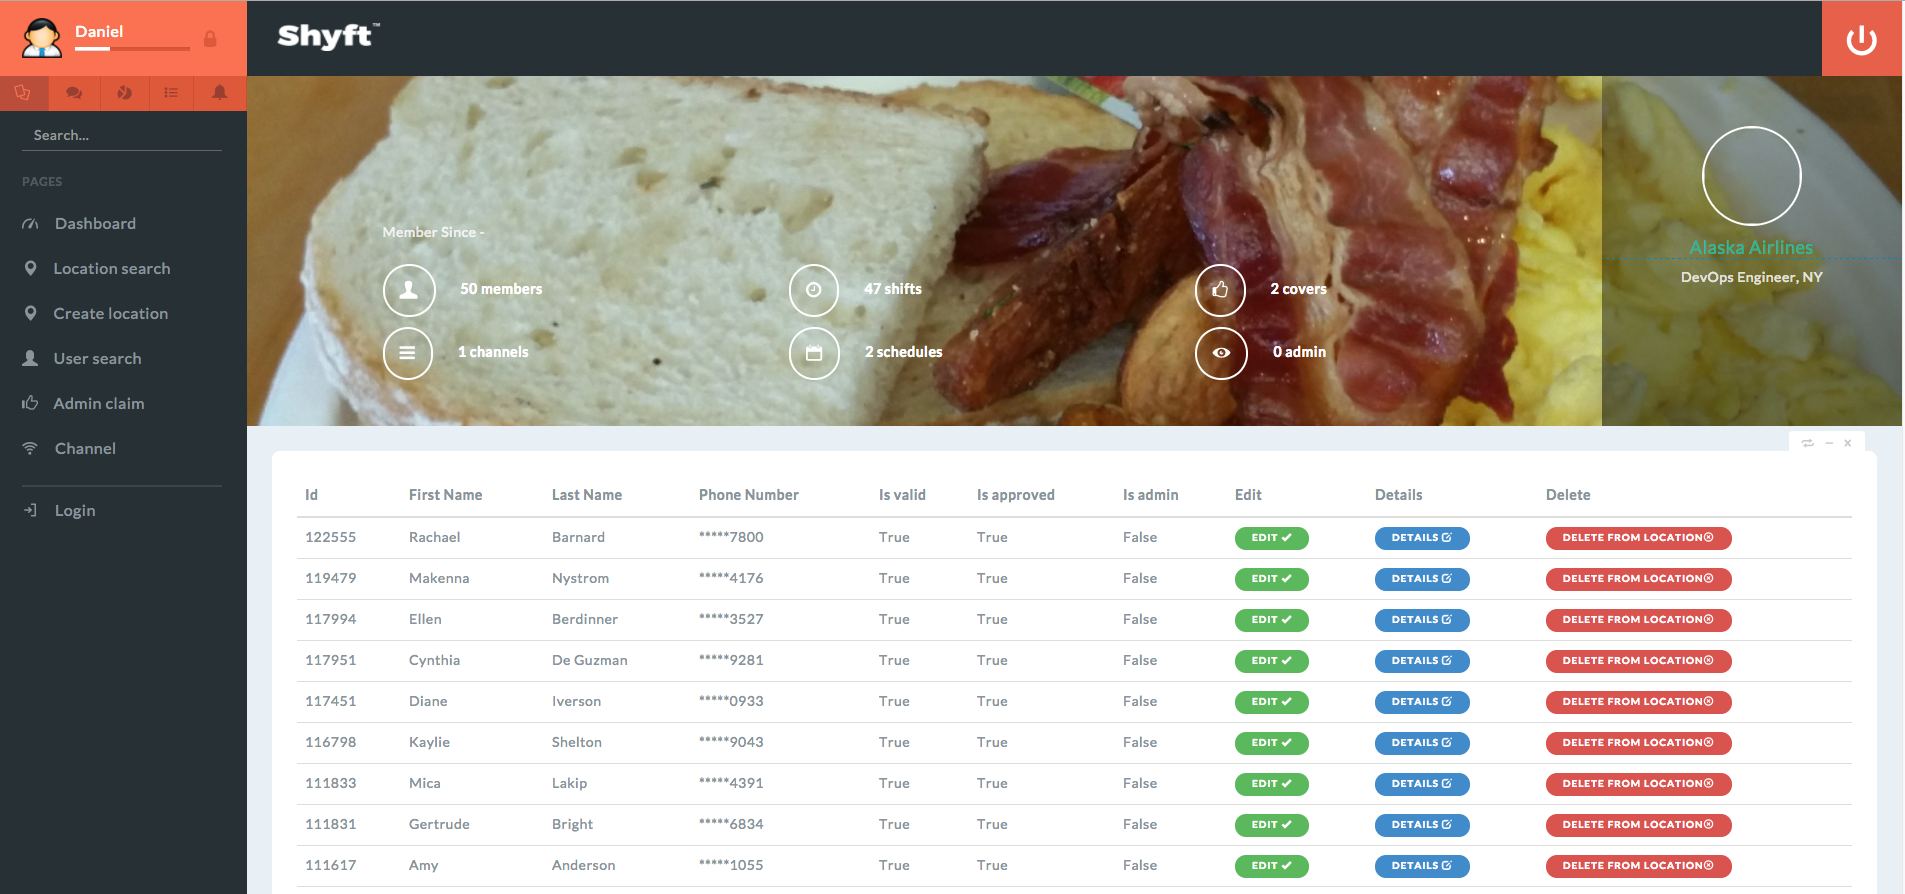 Daniel
Shyft™
Search...
PAGES
Dashboard
Location search
Create location
User search
Admin claim
Channel
Login
Member Since -
50 members
47 shifts
2 covers
1 channels
2 schedules
0 admin
Alaska Airlines
DevOps Engineer, NY
Id First Name Last Name Phone Number Is valid Is approved Is admin Edit Details Delete
122555 Rachael Barnard *****7800 True True False EDIT DETAILS DELETE FROM LOCATION
119479 Makenna Nystrom *****4176 True True False EDIT DETAILS DELETE FROM LOCATION
117994 Ellen Berdinner *****3527 True True False EDIT DETAILS DELETE FROM LOCATION
117951 Cynthia De Guzman *****9281 True True False EDIT DETAILS DELETE FROM LOCATION
117451 Diane Iverson *****0933 True True False EDIT DETAILS DELETE FROM LOCATION
116798 Kaylie Shelton *****9043 True True False EDIT DETAILS DELETE FROM LOCATION
111833 Mica Lakip *****4391 True True False EDIT DETAILS DELETE FROM LOCATION
111831 Gertrude Bright *****6834 True True False EDIT DETAILS DELETE FROM LOCATION
111617 Amy Anderson *****1055 True True False EDIT DETAILS DELETE FROM LOCATION